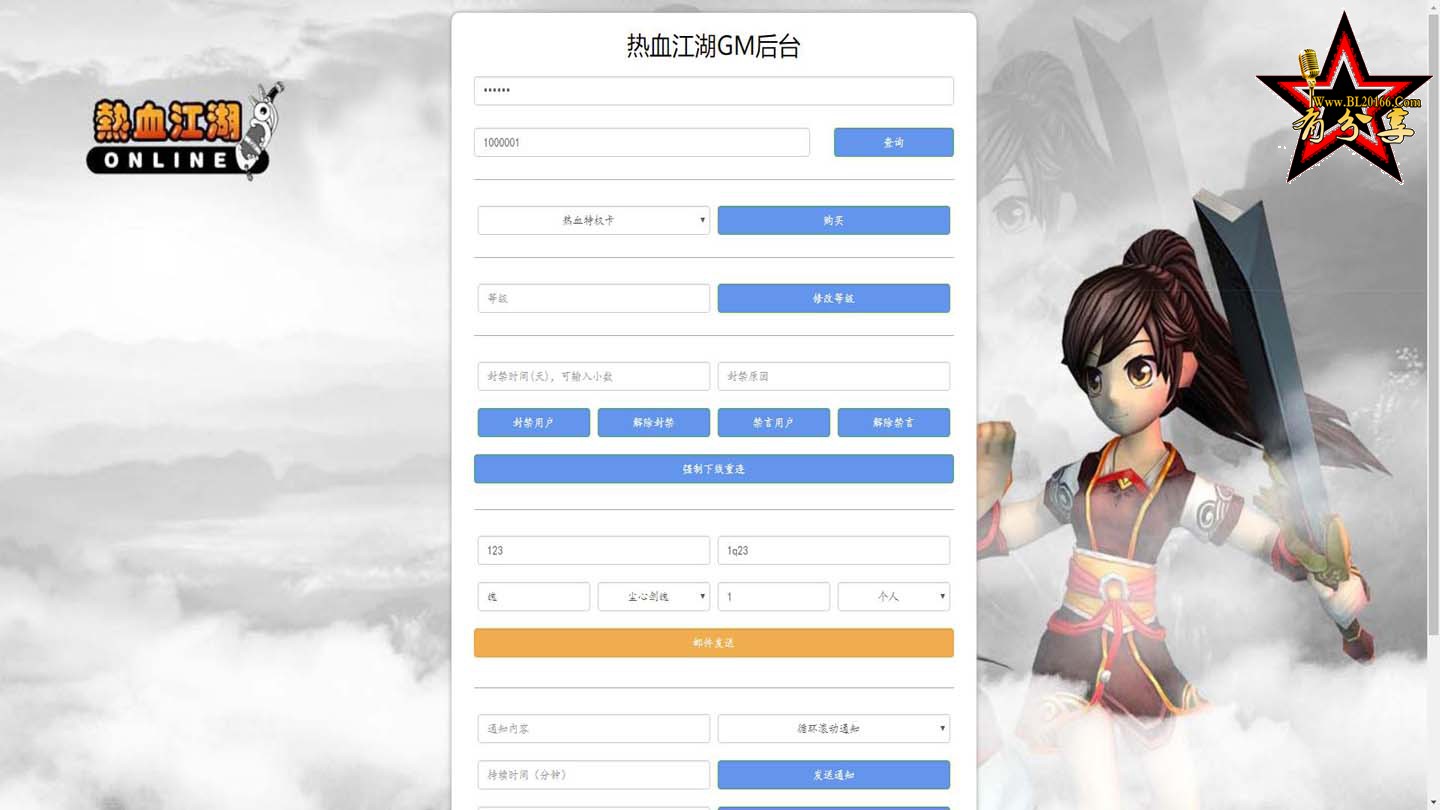 热血江湖GM后台
••••••
熱血江湖
ONLINE
Www.BL20166.Com
有分享
1000001
查询
热血特权卡
购买
等级
修改等级
封禁时间(天)，可输入小数
封禁原因
封禁用户
解除封禁
禁言用户
解除禁言
强制下线重连
123
1q23
魂
尘心剑魂
1
个人
邮件发送
通知内容
循环滚动通知
持续时间（分钟）
发送通知